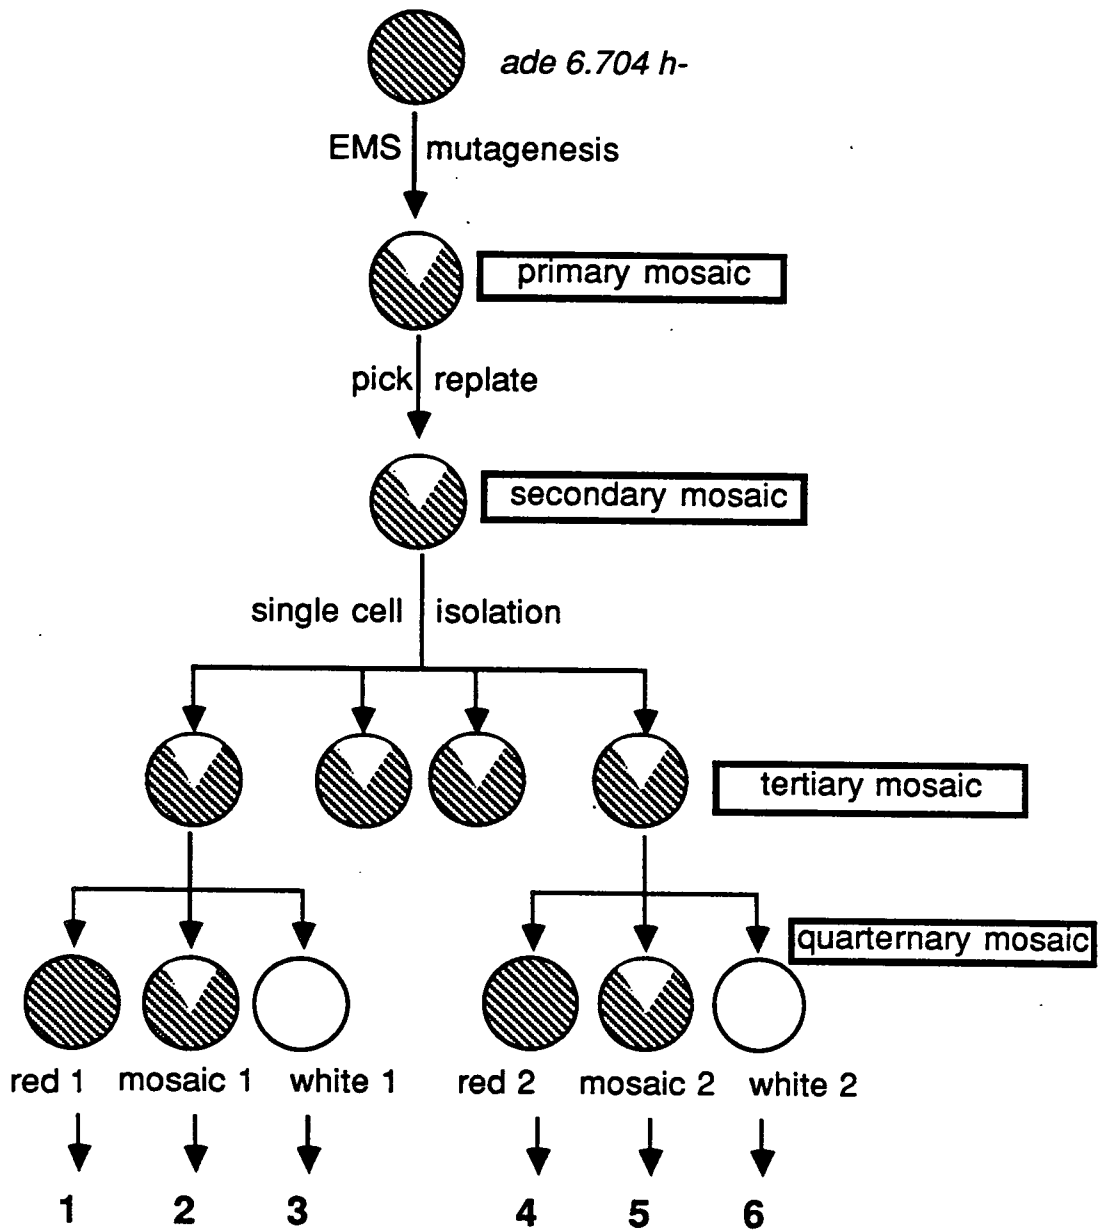 ade 6.704 h-
EMS mutagenesis
primary mosaic
pick replate
secondary mosaic
single cell isolation
tertiary mosaic
quarternary mosaic
red 1 mosaic 1 white 1 red 2 mosaic 2 white 2
1 2 3 4 5 6